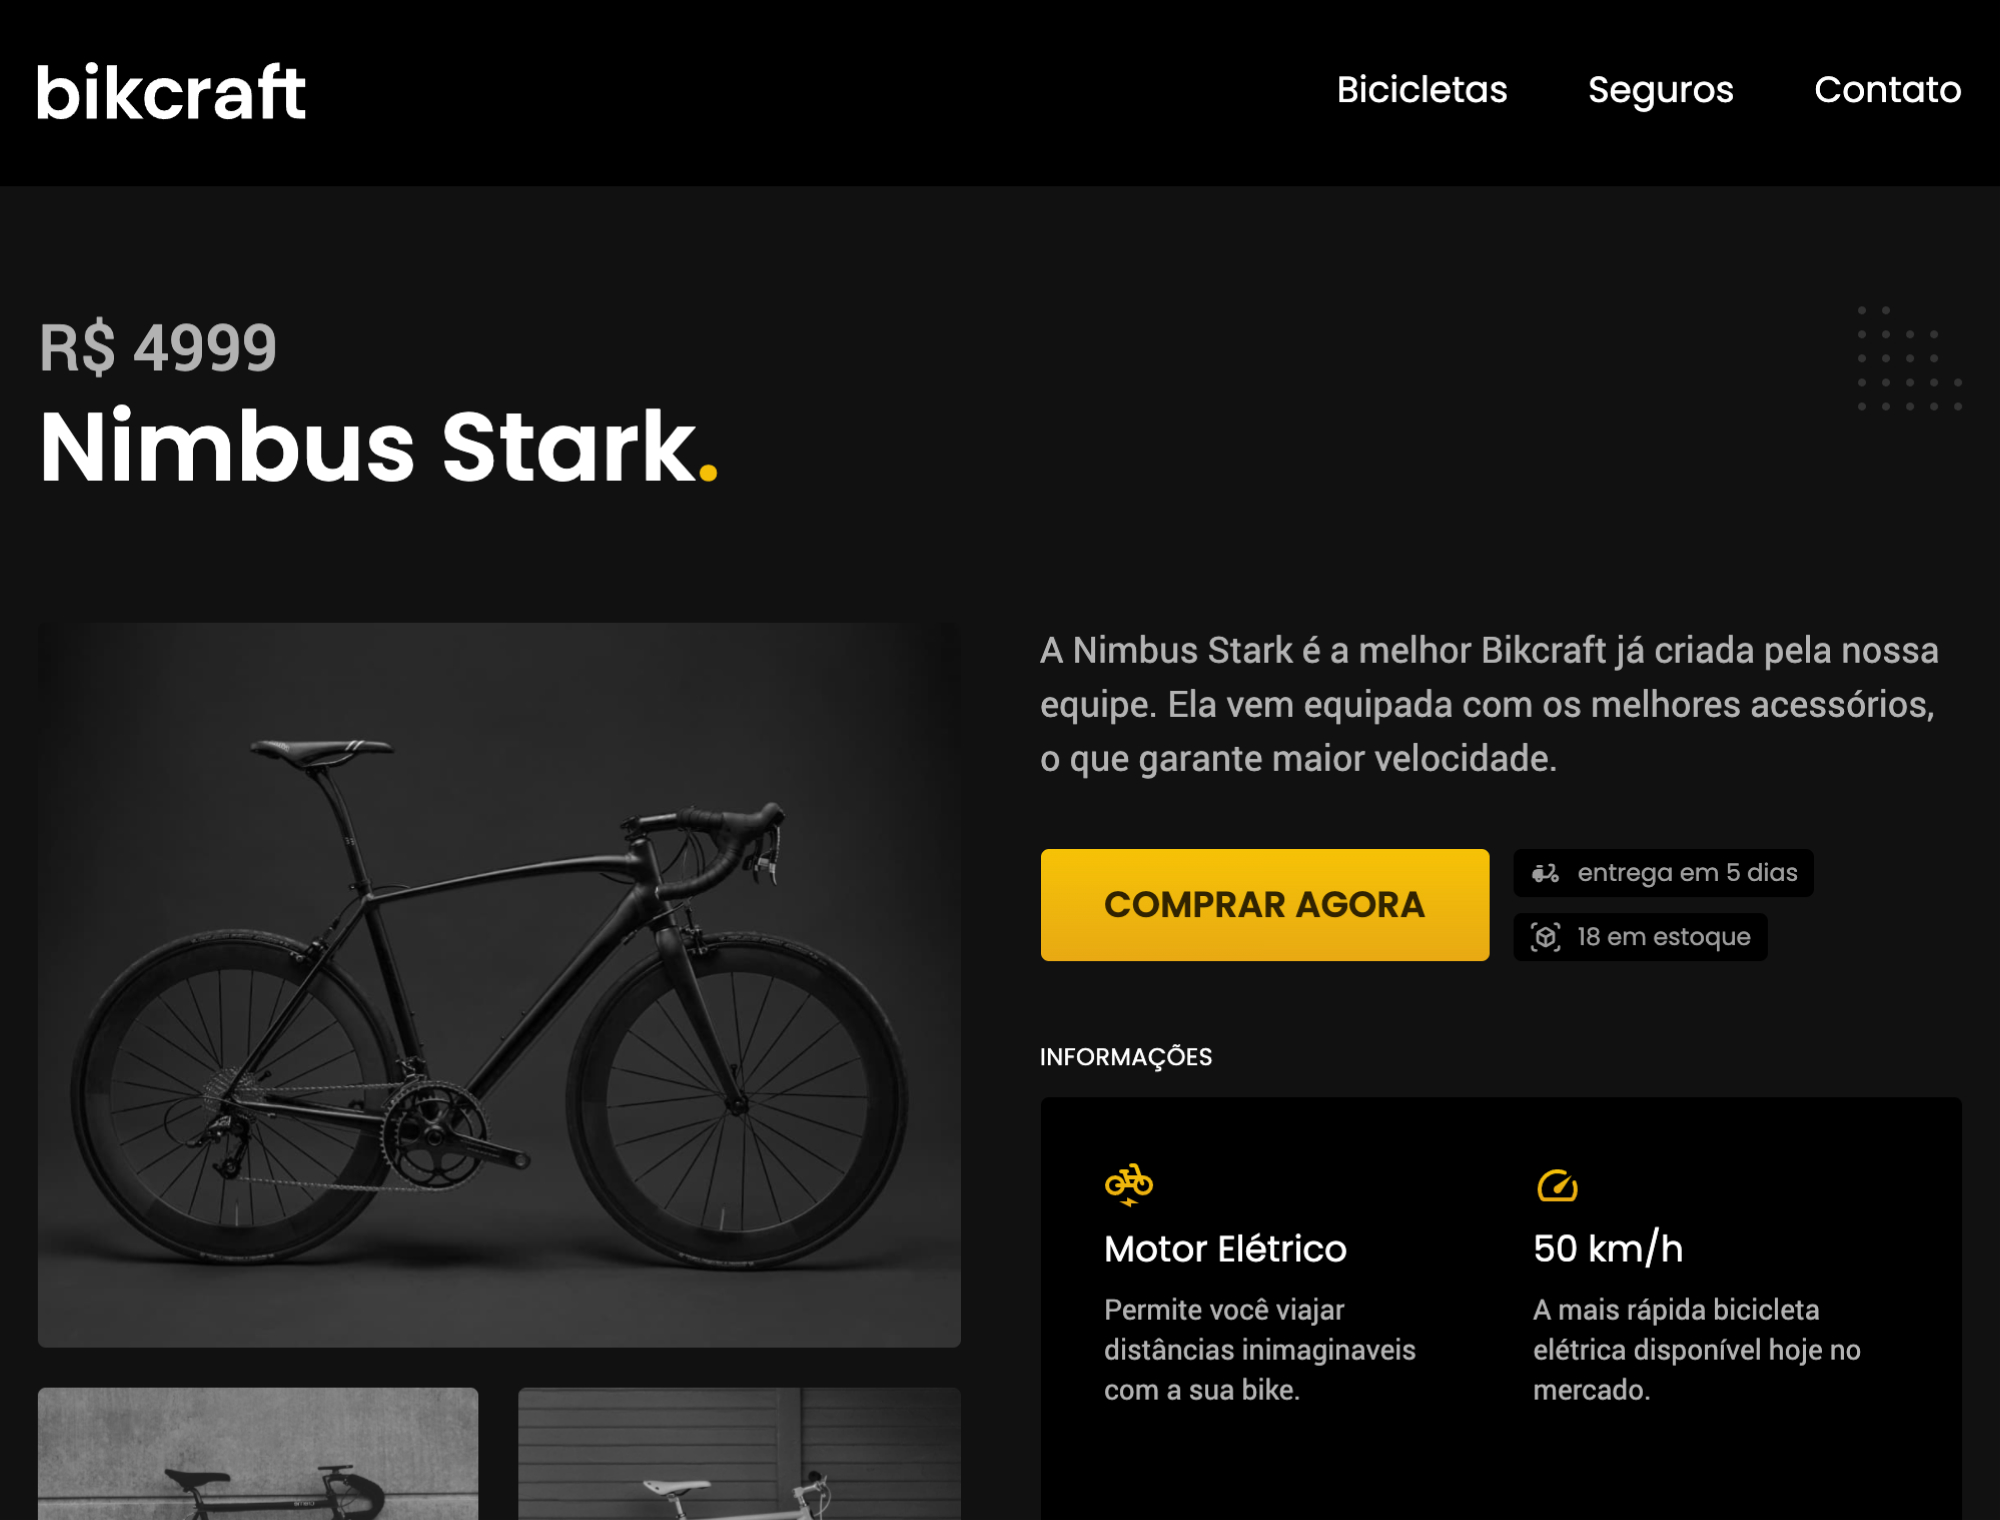 bikcraft
Bicicletas
Seguros
Contato
R$ 4999
Nimbus Stark.
A Nimbus Stark é a melhor Bikcraft já criada pela nossa
equipe. Ela vem equipada com os melhores acessórios,
o que garante maior velocidade.
COMPRAR AGORA
entrega em 5 dias
18 em estoque
INFORMAÇÕES
Motor Elétrico
Permite você viajar
distâncias inimaginaveis
com a sua bike.
50 km/h
A mais rápida bicicleta
elétrica disponível hoje no
mercado.